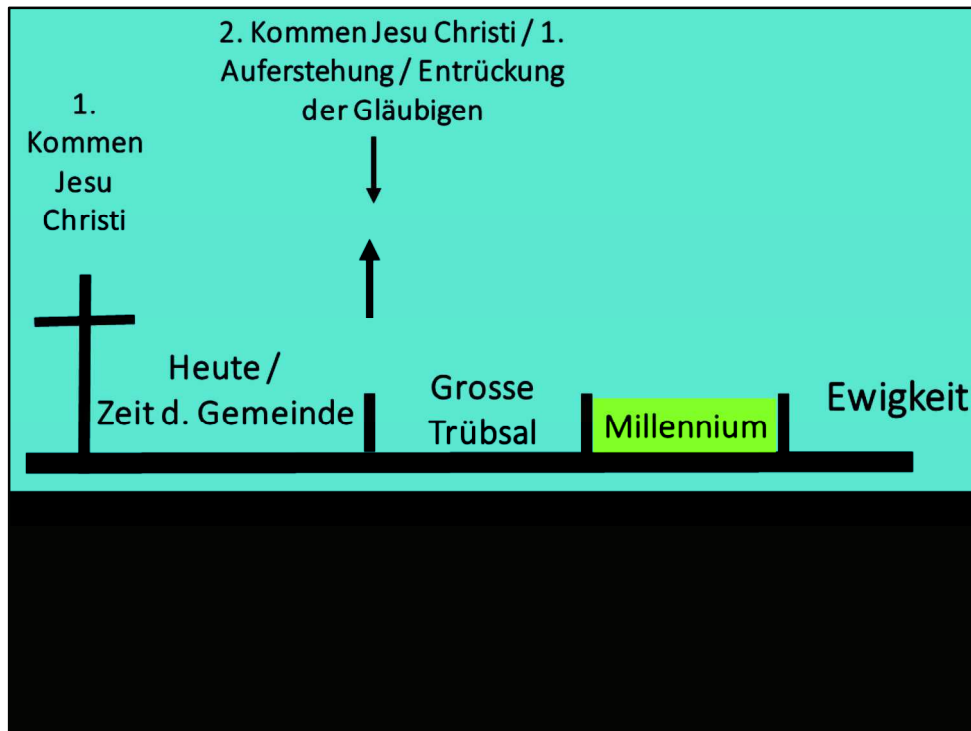 2. Kommen Jesu Christi / 1.
Auferstehung / Entrückung
der Gläubigen
1.
Kommen
Jesu
Christi
Heute /
Zeit d. Gemeinde
Grosse
Trübsal
Millennium
Ewigkeit